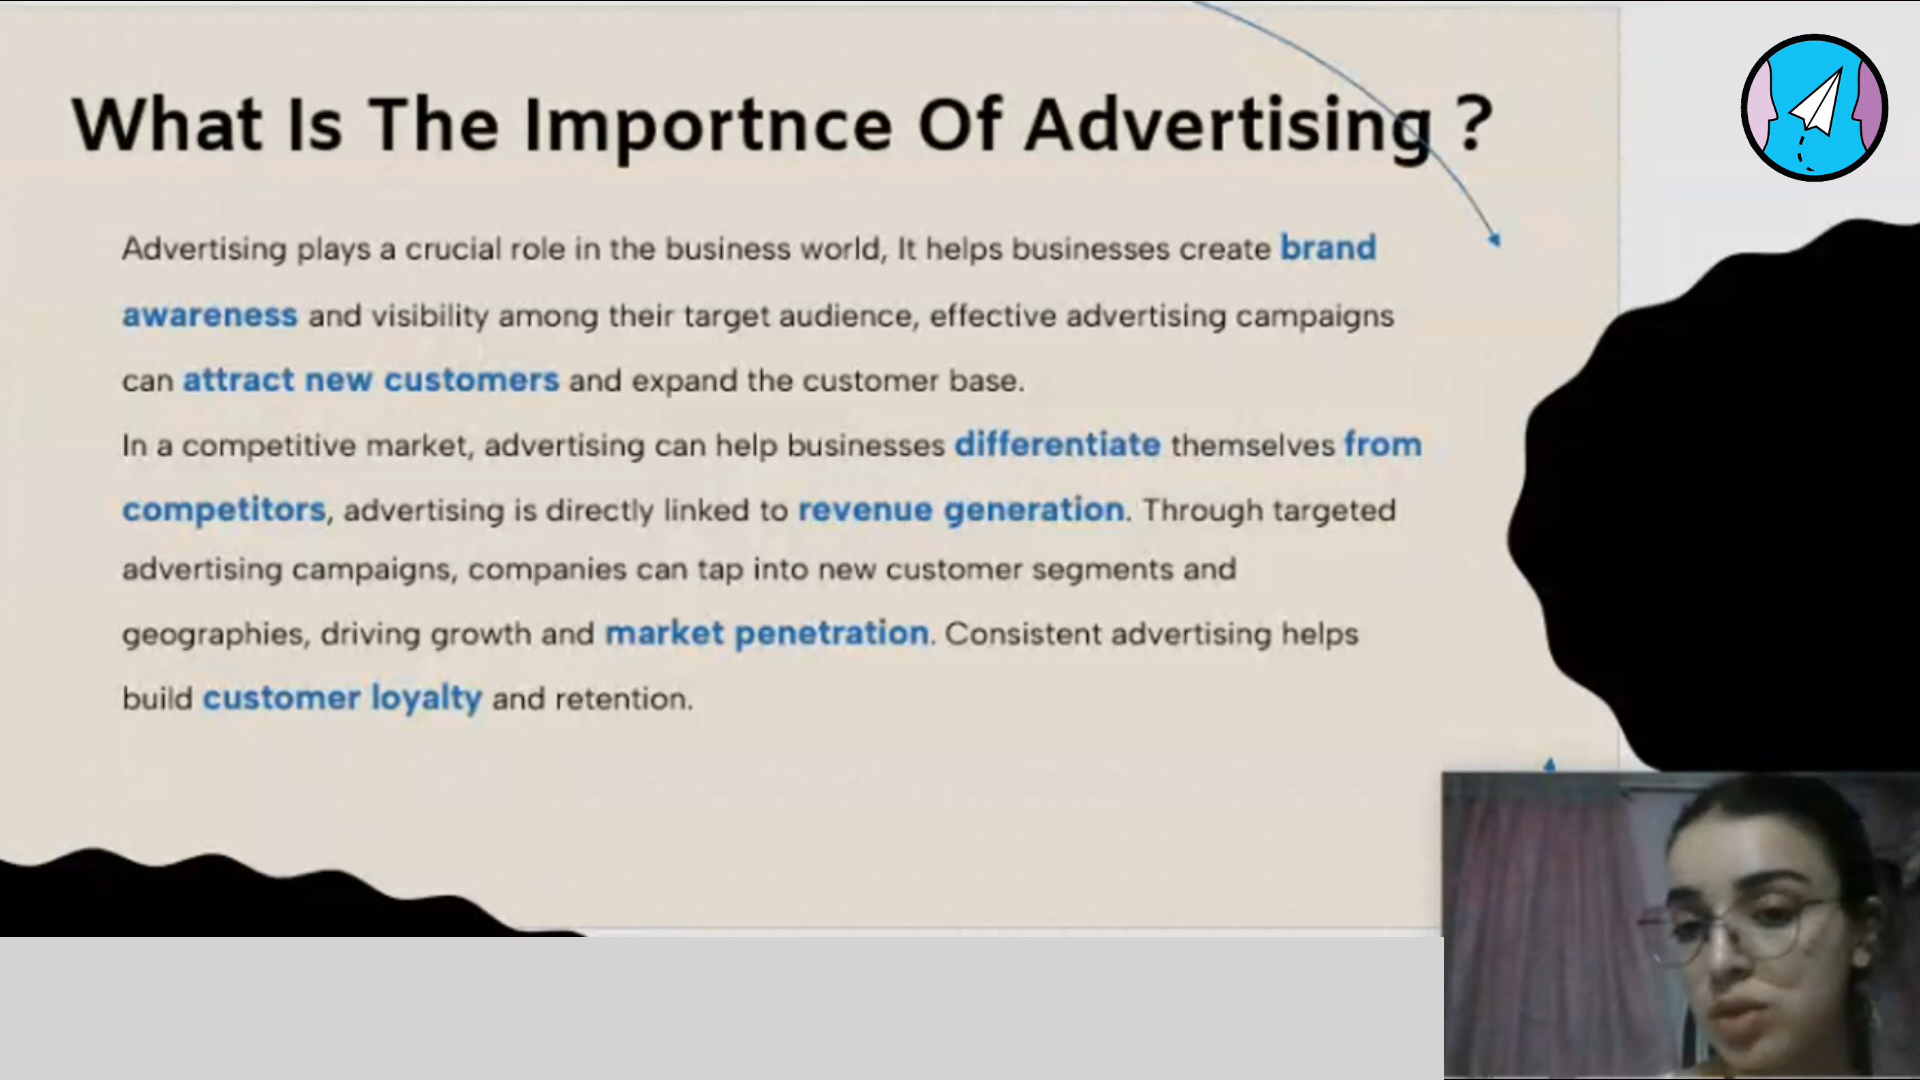 What Is The Importnce Of Advertising ?
Advertising plays a crucial role in the business world, It helps businesses create brand
awareness and visibility among their target audience, effective advertising campaigns
can attract new customers and expand the customer base.
In a competitive market, advertising can help businesses differentiate themselves from
competitors, advertising is directly linked to revenue generation. Through targeted
advertising campaigns, companies can tap into new customer segments and
geographies, driving growth and market penetration. Consistent advertising helps
build customer loyalty and retention.